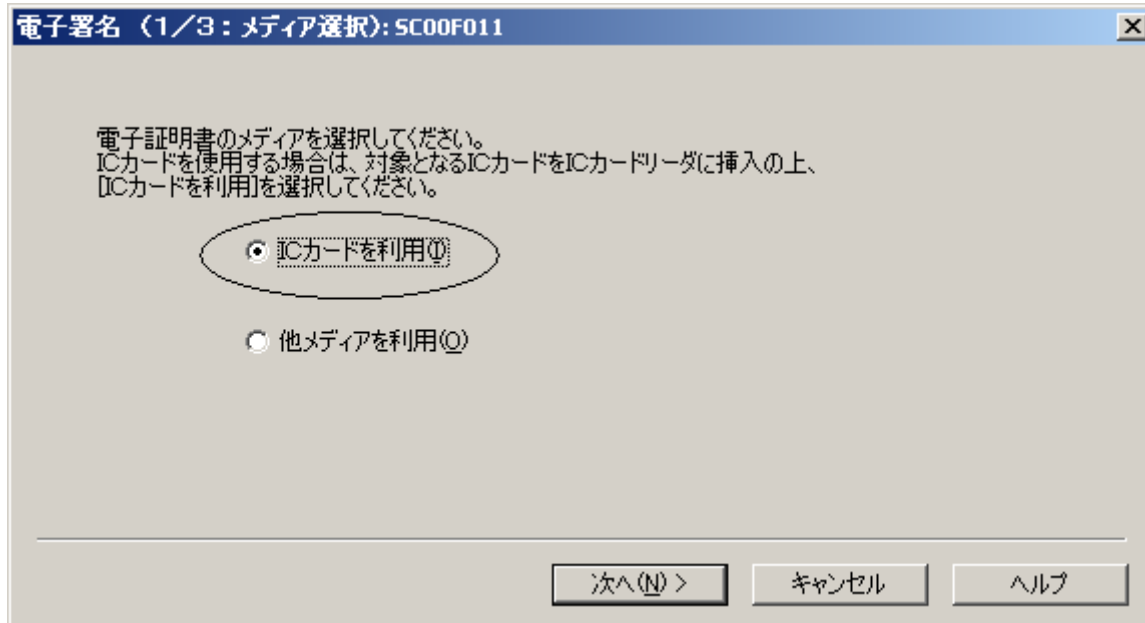 電子署名 (1/3:メディア選択):SC00F011
電子証明書のメディアを選択してください。
ICカードを使用する場合は、対象となるICカードをICカードリーダに挿入の上、
[ICカードを利用]を選択してください。
ICカードを利用(I)
他メディアを利用(O)
次へ(N) > キャンセル ヘルプ